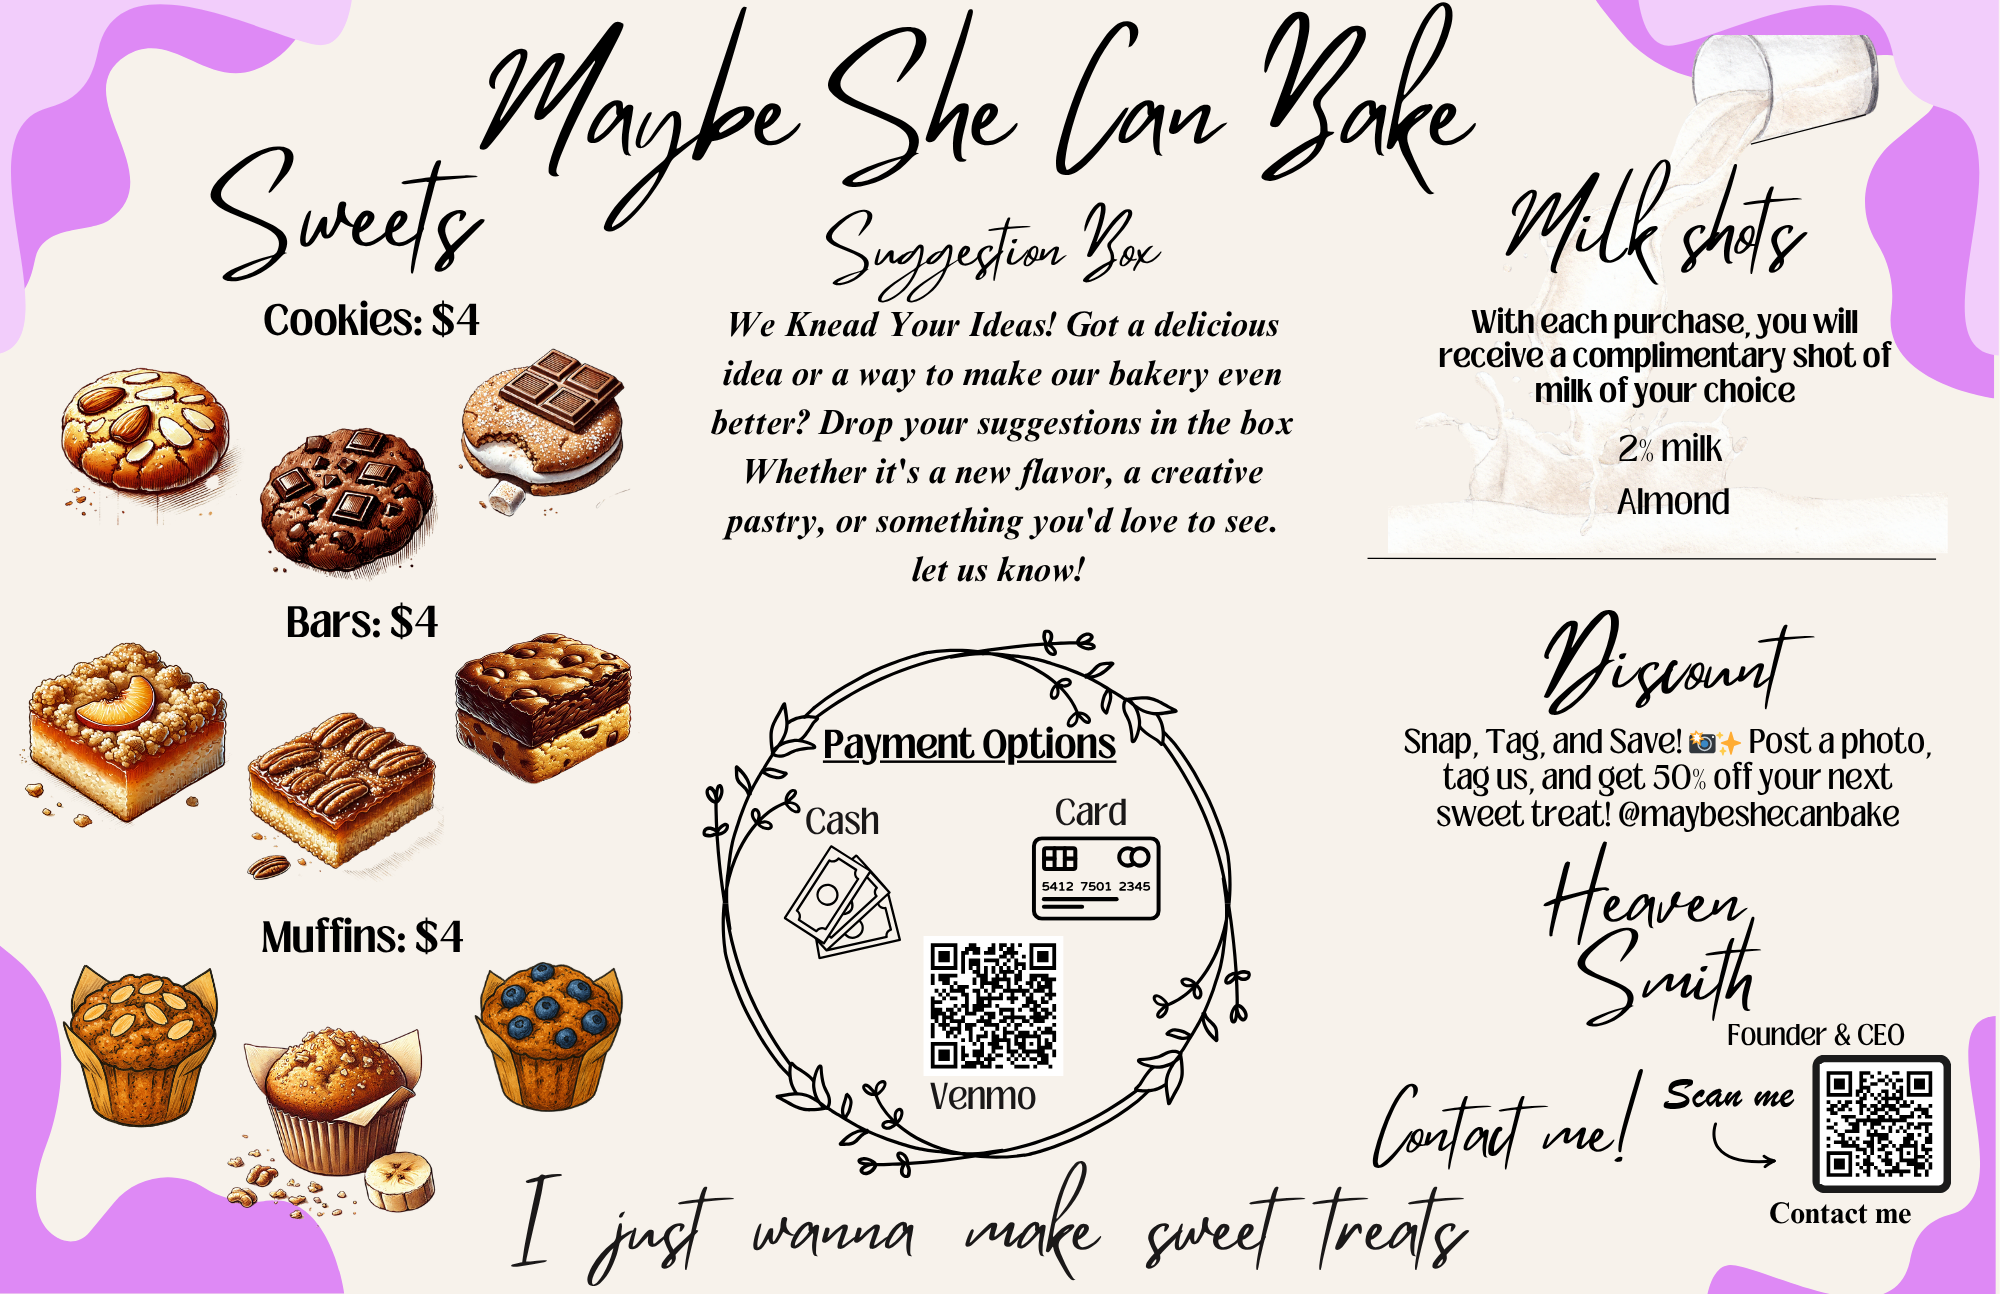 Maybe She Can Bake
Sweets
Cookies: $4
Bars: $4
Muffins: $4
Suggestion Box
We Knead Your Ideas! Got a delicious
idea or a way to make our bakery even
better? Drop your suggestions in the box
Whether it's a new flavor, a creative
pastry, or something you'd love to see.
let us know!
Payment Options
Cash
Card
5412 7501 2345
Venmo
Milk shots
With each purchase, you will
receive a complimentary shot of
milk of your choice
2% milk
Almond
Discount
Snap, Tag, and Save! 📸✨ Post a photo,
tag us, and get 50% off your next
sweet treat! @maybeshecanbake
Heaven
Smith
Founder & CEO
Contact me!
Scan me
Contact me
I just wanna make sweet treats